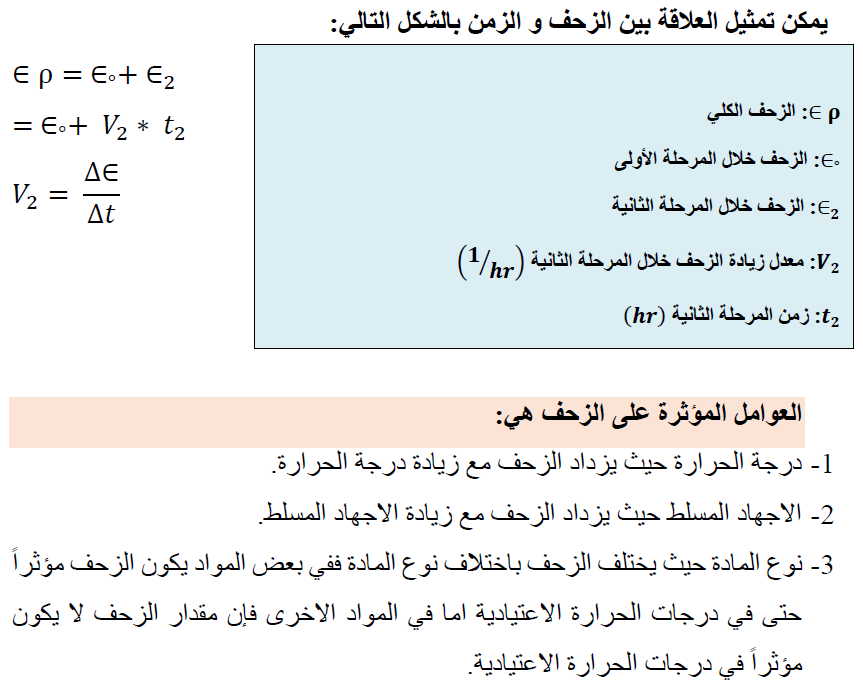 يمكن تمثيل العلاقة بين الزحف و الزمن بالشكل التالي:
∈ ρ = ∈∘+ ∈₂
= ∈∘+ V₂ ∗ t₂
V₂ = Δ∈/Δt
∈ ρ: الزحف الكلي
∈∘: الزحف خلال المرحلة الأولى
∈₂: الزحف خلال المرحلة الثانية
V₂: معدل زيادة الزحف خلال المرحلة الثانية (1/hr)
t₂: زمن المرحلة الثانية (hr)
العوامل المؤثرة على الزحف هي:
1- درجة الحرارة حيث يزداد الزحف مع زيادة درجة الحرارة.
2- الاجهاد المسلط حيث يزداد الزحف مع زيادة الاجهاد المسلط.
3- نوع المادة حيث يختلف الزحف باختلاف نوع المادة ففي بعض المواد يكون الزحف مؤثراً
حتى في درجات الحرارة الاعتيادية اما في المواد الاخرى فإن مقدار الزحف لا يكون
مؤثراً في درجات الحرارة الاعتيادية.